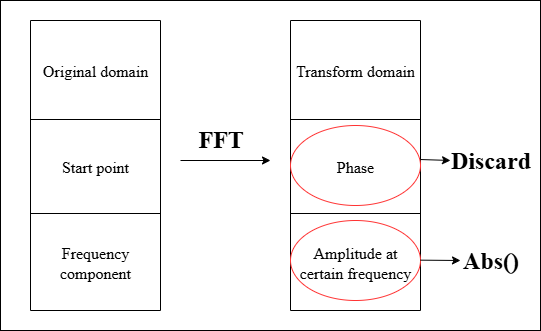 Original domain
Transform domain
FFT
Start point
Phase
Discard
Frequency
component
Amplitude at
certain frequency
Abs()